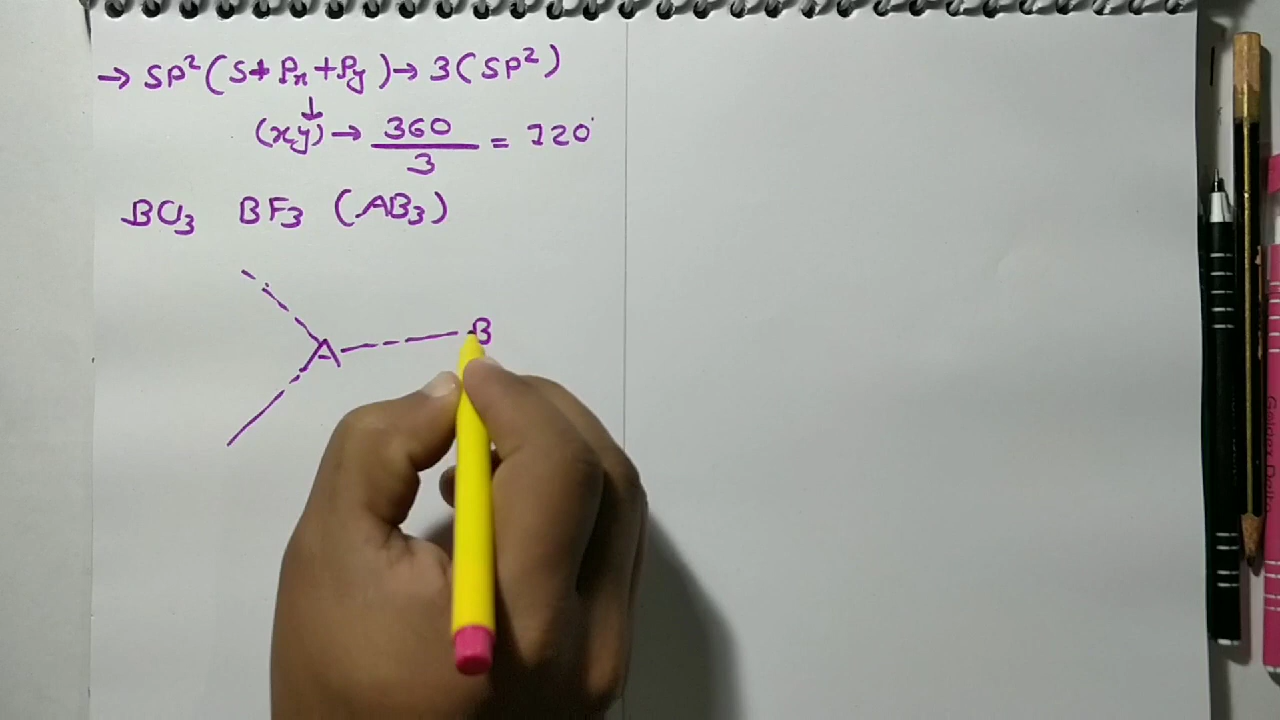 → SP² (S + Px + Py) → 3 (SP²)
↓
(xy) → 360/3 = 120°
BCl₃ BF₃ (AB₃)
A B